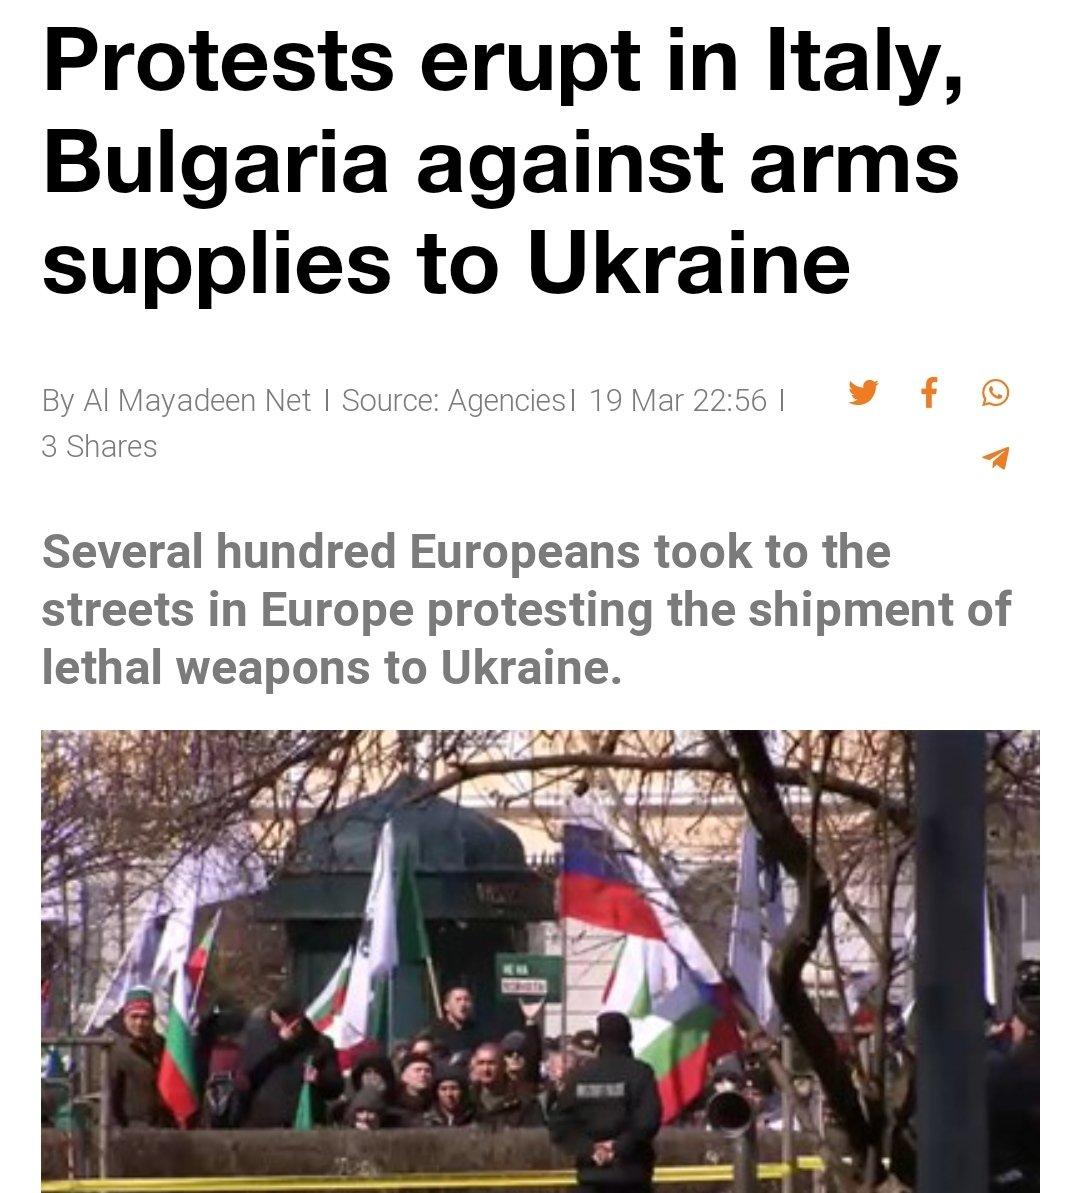 Protests erupt in Italy,
Bulgaria against arms
supplies to Ukraine
By Al Mayadeen Net | Source: Agencies| 19 Mar 22:56 |
3 Shares
Several hundred Europeans took to the
streets in Europe protesting the shipment of
lethal weapons to Ukraine.
НЕ НА